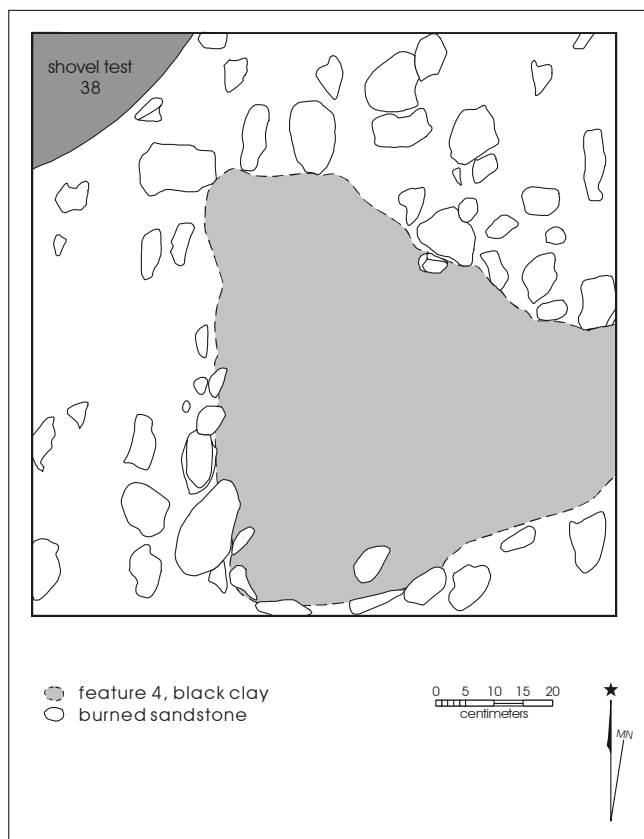 shovel test
38
feature 4, black clay
burned sandstone
0 5 10 15 20
centimeters
MN